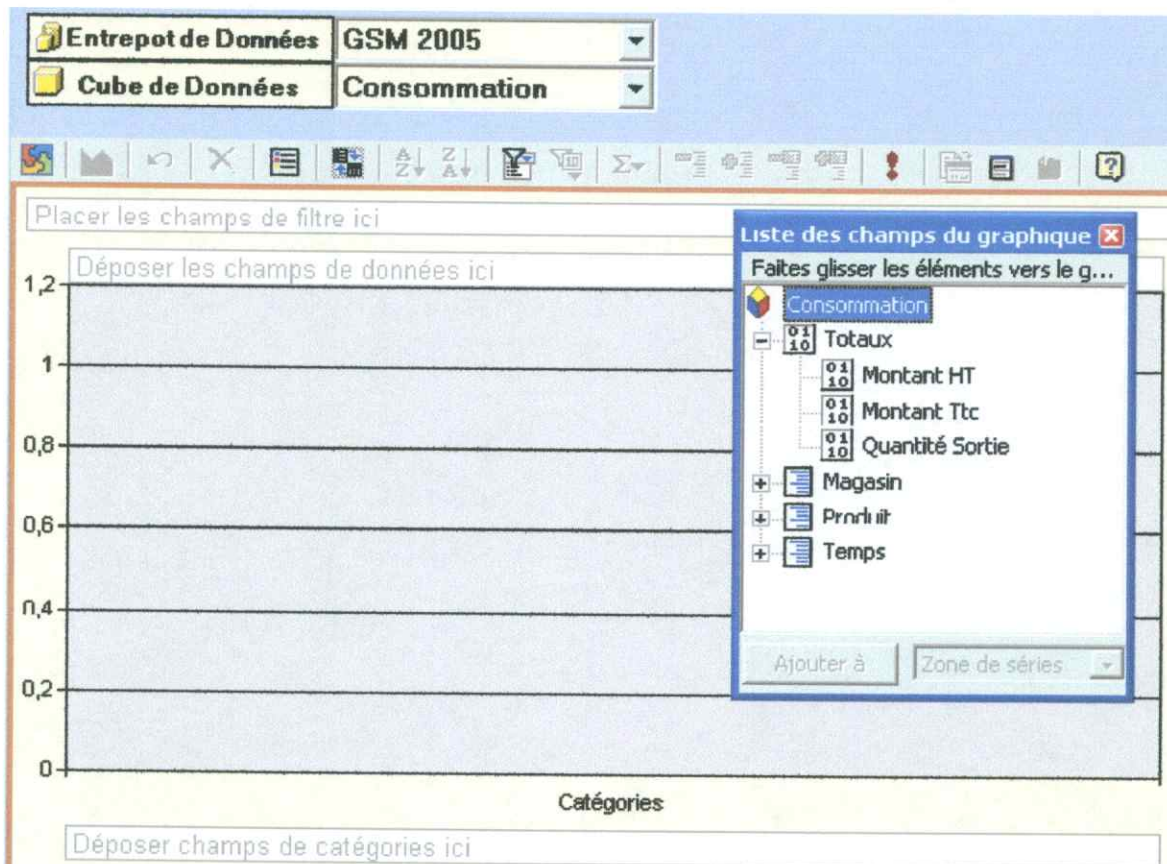 Entrepot de Données GSM 2005
Cube de Données Consommation
Placer les champs de filtre ici
Déposer les champs de données ici
Liste des champs du graphique
Faites glisser les éléments vers le g...
Consommation
Totaux
Montant HT
Montant Ttc
Quantité Sortie
Magasin
Produit
Temps
Ajouter à Zone de séries
1,2
1
0,8
0,6
0,4
0,2
0
Catégories
Déposer champs de catégories ici